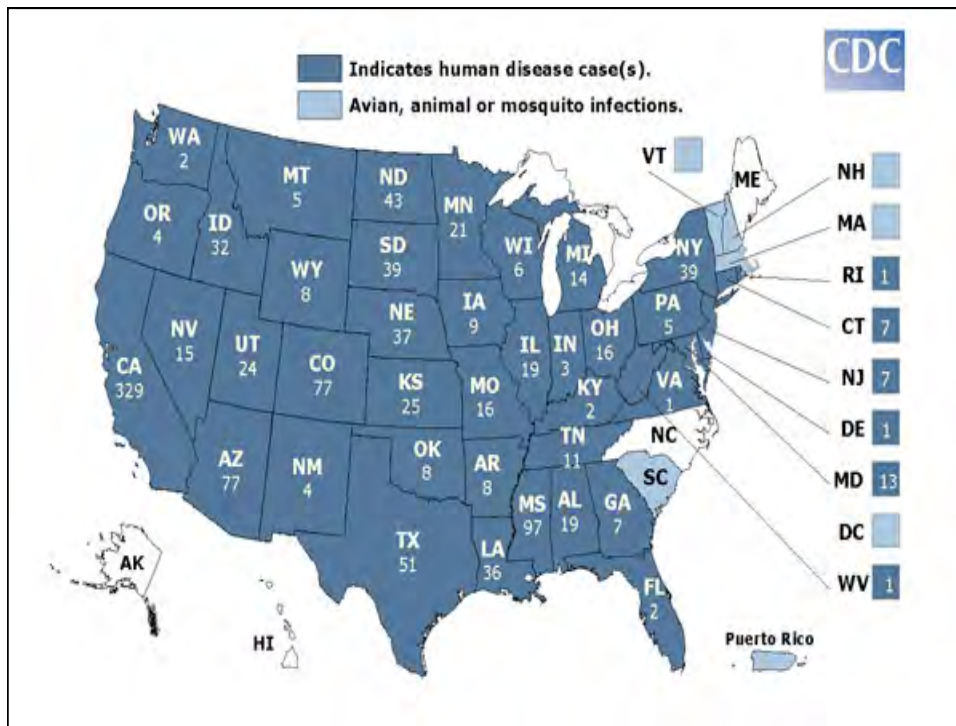 CDC
Indicates human disease case(s).
Avian, animal or mosquito infections.
WA
2
MT
5
ND
43
MN
21
VT
ME
NH
OR
4
ID
32
SD
39
WI
6
MI
14
NY
39
MA
WY
8
RI 1
IA
9
PA
5
NE
37
CT 7
NV
15
UT
24
CO
77
IL
19
IN
3
OH
16
CA
329
KS
25
MO
16
KY
2
VA
1
NJ 7
DE 1
NC
TN
11
AZ
77
NM
4
OK
8
AR
8
SC
MD 13
MS
97
AL
19
GA
7
DC
TX
51
LA
36
AK
FL
2
WV 1
HI
Puerto Rico